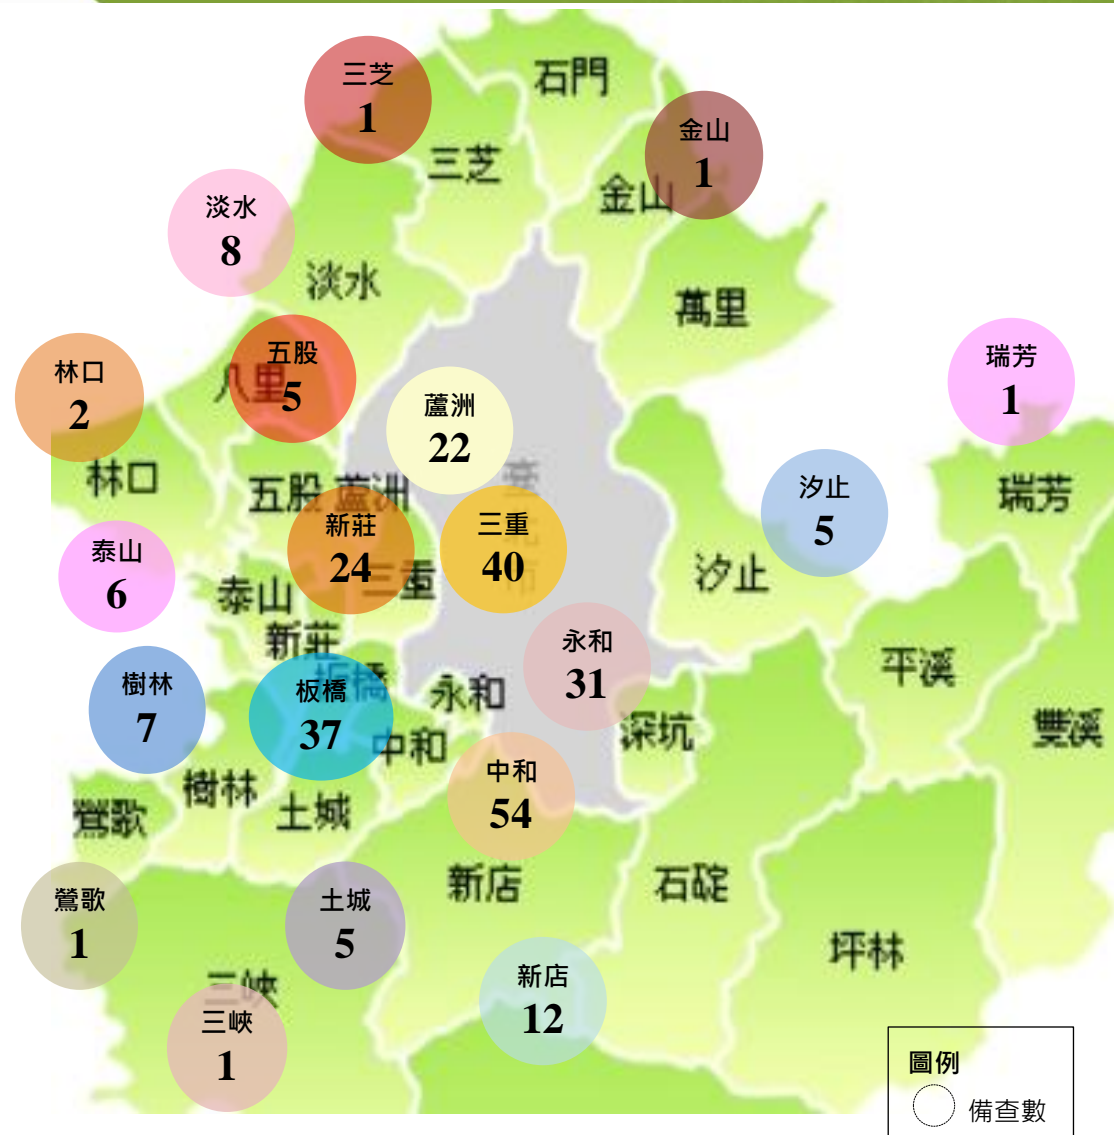 石門
三芝
1
金山
1
三芝
金山
淡水
8
淡水
萬里
五股
5
八里
林口
2
瑞芳
1
蘆洲
22
林口
五股
蘆洲
汐止
5
瑞芳
新莊
24
三重
40
泰山
6
泰山
三重
汐止
新莊
永和
31
平溪
樹林
7
板橋
板橋
37
永和
深坑
雙溪
中和
中和
54
樹林
鶯歌
土城
新店
石碇
鶯歌
1
土城
5
坪林
三峽
新店
12
三峽
1
圖例
備查數